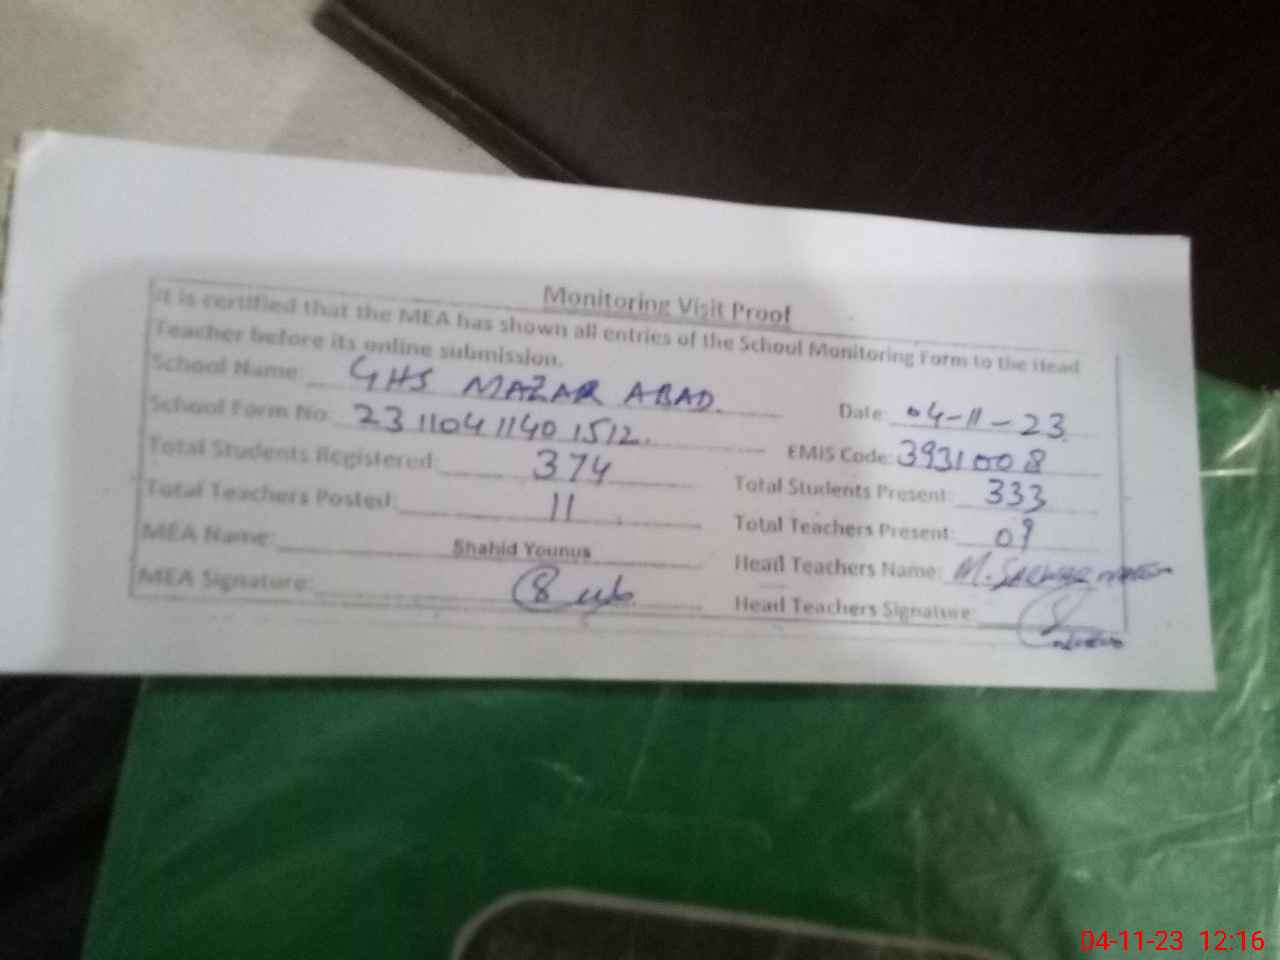 Monitoring Visit Proof
It is certified that the MEA has shown all entries of the School Monitoring Form to the Head
Teacher before its online submission.
School Name: GHS MAZAR ABAD. Date: 04-11-23
School Form No: 23110411401512. EMIS Code: 39310008
Total Students Registered: 374 Total Students Present: 333
Total Teachers Posted: 11 Total Teachers Present: 09
MEA Name: Shahid Younus Head Teachers Name: M. SARWAR
MEA Signature: Head Teachers Signature:
04-11-23 12:16